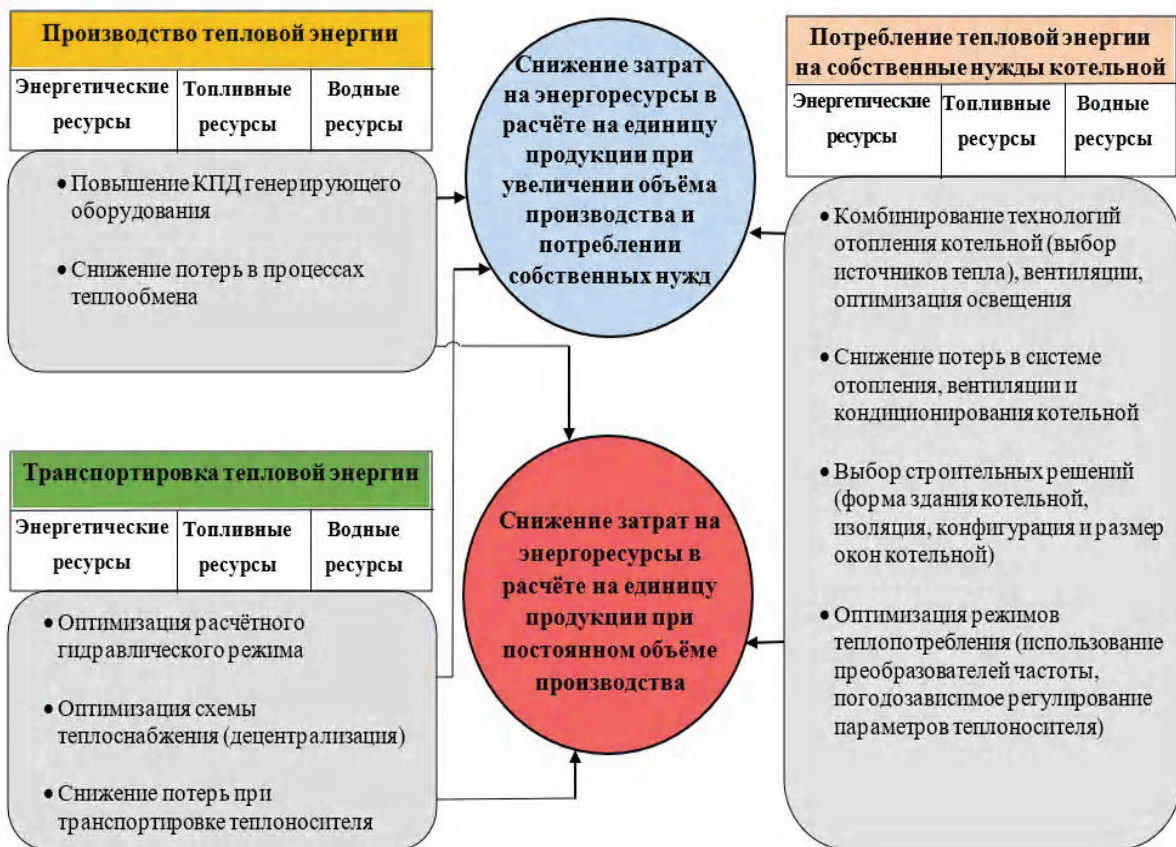 Производство тепловой энергии
Энергетические ресурсы
Топливные ресурсы
Водные ресурсы
• Повышение КПД генерирующего
оборудования
• Снижение потерь в процессах
теплообмена
Транспортировка тепловой энергии
Энергетические ресурсы
Топливные ресурсы
Водные ресурсы
• Оптимизация расчётного
гидравлического режима
• Оптимизация схемы
теплоснабжения (децентрализация)
• Снижение потерь при
транспортировке теплоносителя
Снижение затрат
на энергоресурсы в
расчёте на единицу
продукции при
увеличении объёма
производства и
потреблении
собственных нужд
Снижение затрат на
энергоресурсы в
расчёте на единицу
продукции при
постоянном объёме
производства
Потребление тепловой энергии
на собственные нужды котельной
Энергетические ресурсы
Топливные ресурсы
Водные ресурсы
• Комбинирование технологий
отопления котельной (выбор
источников тепла), вентиляции,
оптимизация освещения
• Снижение потерь в системе
отопления, вентиляции и
кондиционирования котельной
• Выбор строительных решений
(форма здания котельной,
изоляция, конфигурация и размер
окон котельной)
• Оптимизация режимов
теплопотребления (использование
преобразователей частоты,
погодозависимое регулирование
параметров теплоносителя)